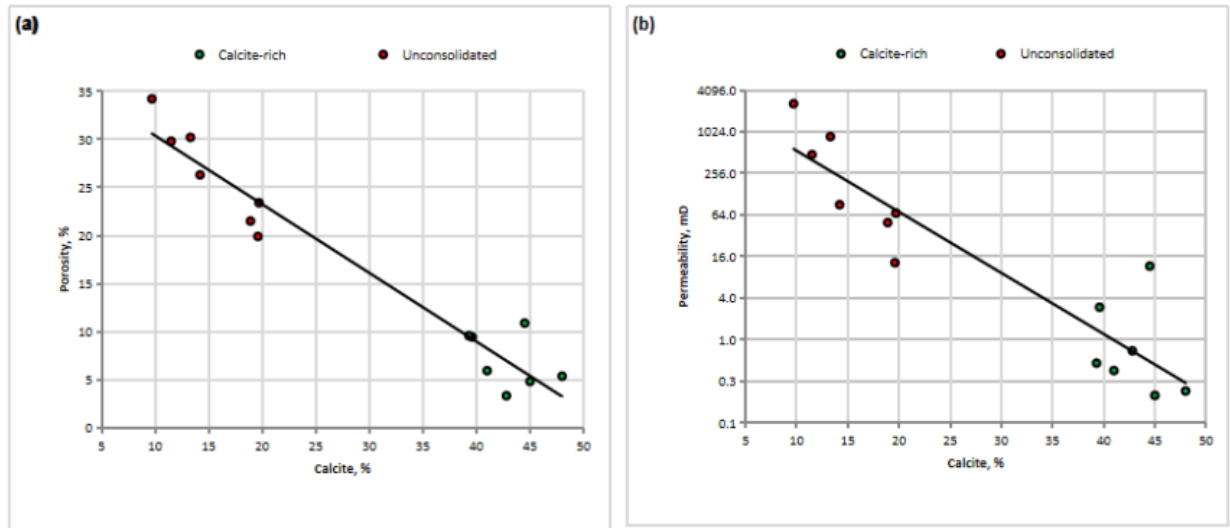 (a)
Calcite-rich Unconsolidated
35
30
25
20
15
10
5
0
Porosity, %
5 10 15 20 25 30 35 40 45 50
Calcite, %
(b)
Calcite-rich Unconsolidated
4096.0
1024.0
256.0
64.0
16.0
4.0
1.0
0.3
0.1
Permeability, mD
5 10 15 20 25 30 35 40 45 50
Calcite, %